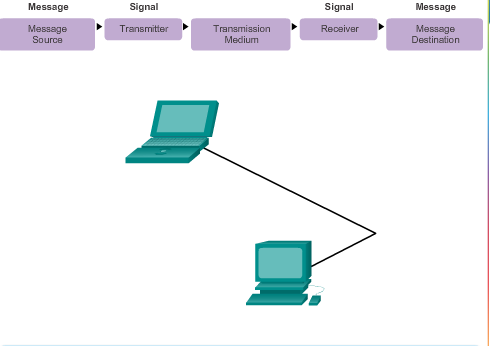 Message Signal Signal Message
Message
Source
Transmitter
Transmission
Medium
Receiver
Message
Destination